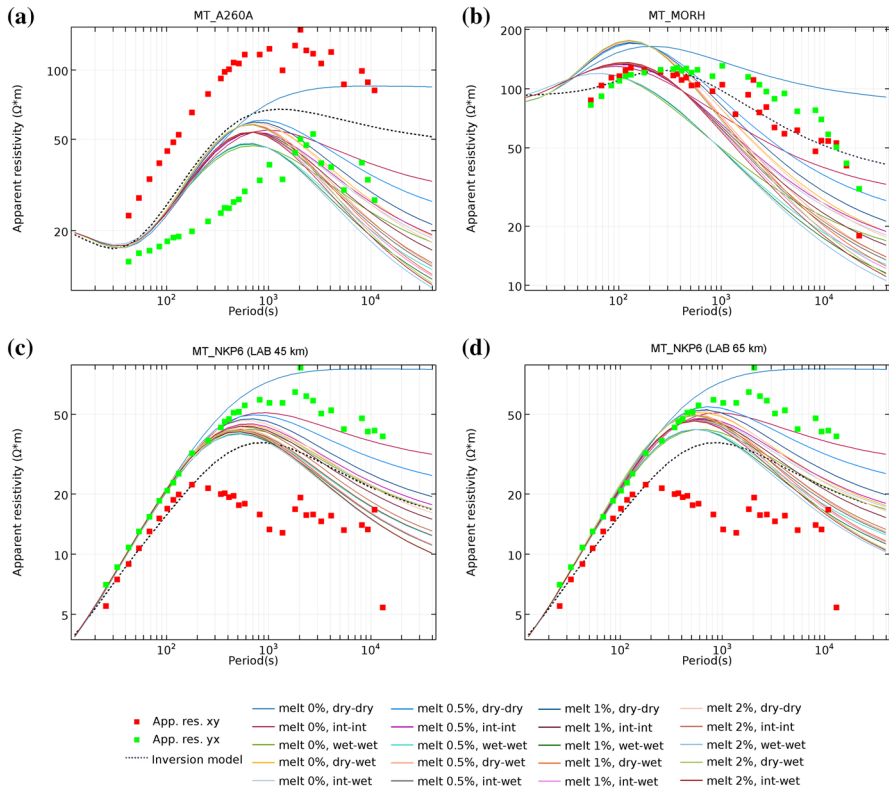 (a) MT_A260A
(b) MT_MORH
Apparent resistivity (Ω*m)
100
50
20
10² 10³ 10⁴
Period(s)
Apparent resistivity (Ω*m)
200
100
50
20
10
10² 10³ 10⁴
Period(s)
(c) MT_NKP6 (LAB 45 km)
(d) MT_NKP6 (LAB 65 km)
Apparent resistivity (Ω*m)
50
20
10
5
10² 10³ 10⁴
Period(s)
Apparent resistivity (Ω*m)
50
20
10
5
10² 10³ 10⁴
Period(s)
App. res. xy
App. res. yx
Inversion model
melt 0%, dry-dry
melt 0%, int-int
melt 0%, wet-wet
melt 0%, dry-wet
melt 0%, int-wet
melt 0.5%, dry-dry
melt 0.5%, int-int
melt 0.5%, wet-wet
melt 0.5%, dry-wet
melt 0.5%, int-wet
melt 1%, dry-dry
melt 1%, int-int
melt 1%, wet-wet
melt 1%, dry-wet
melt 1%, int-wet
melt 2%, dry-dry
melt 2%, int-int
melt 2%, wet-wet
melt 2%, dry-wet
melt 2%, int-wet